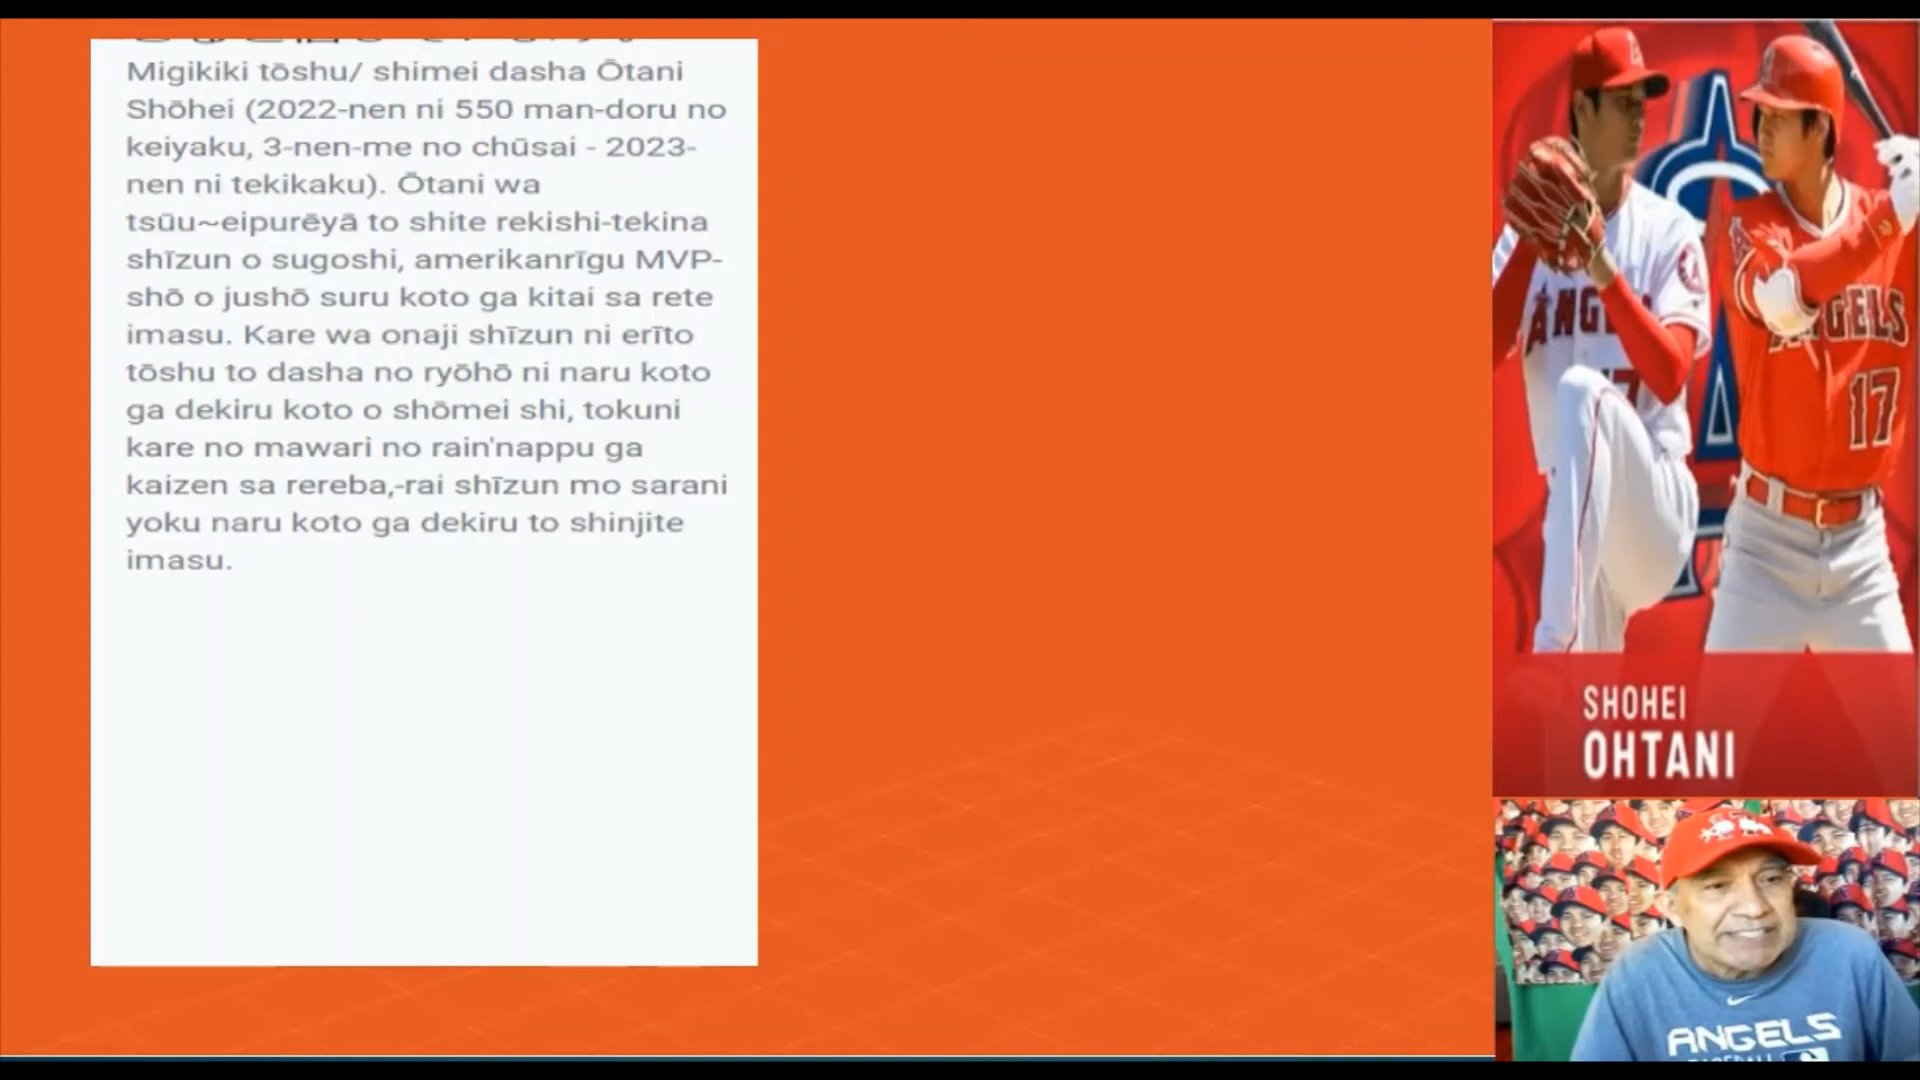 Migikiki tōshu/ shimei dasha Ōtani
Shōhei (2022-nen ni 550 man-doru no
keiyaku, 3-nen-me no chūsai - 2023-
nen ni tekikaku). Ōtani wa
tsūu~eipurēyā to shite rekishi-tekina
shīzun o sugoshi, amerikanrīgu MVP-
shō o jushō suru koto ga kitai sa rete
imasu. Kare wa onaji shīzun ni erīto
tōshu to dasha no ryōhō ni naru koto
ga dekiru koto o shōmei shi, tokuni
kare no mawari no rain'nappu ga
kaizen sa rereba,-rai shīzun mo sarani
yoku naru koto ga dekiru to shinjite
imasu.
ANGELS
17
SHOHEI
OHTANI
ANGELS